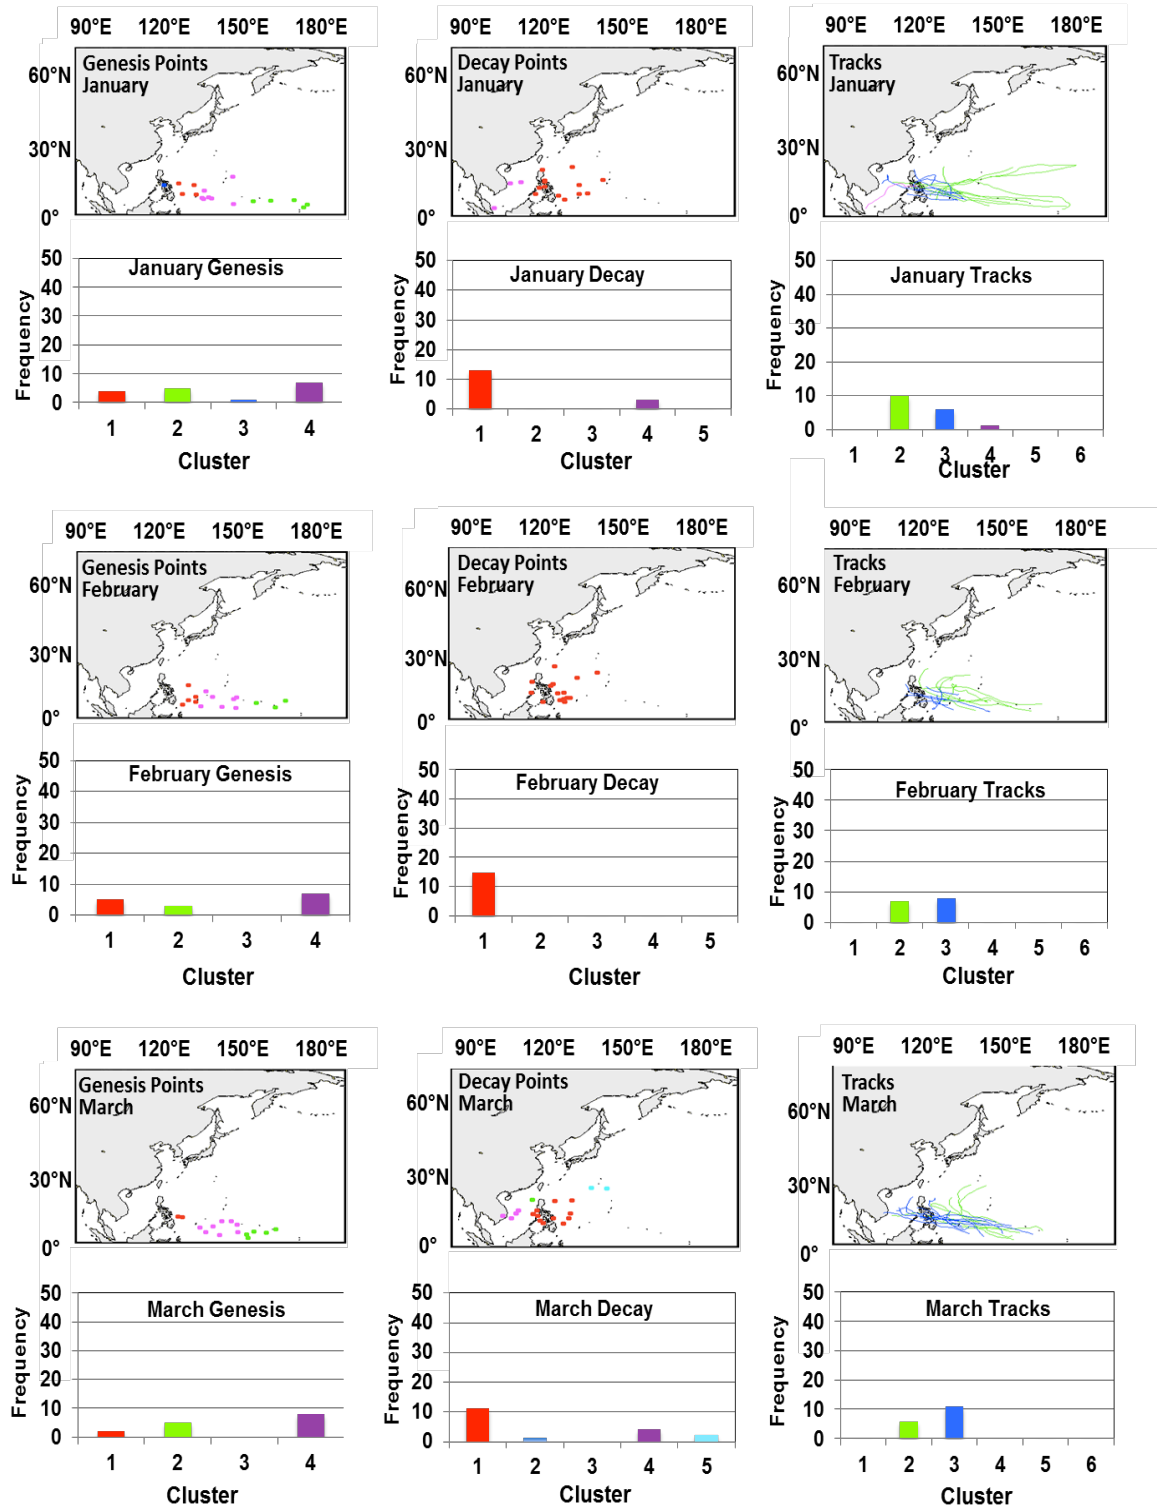 90°E 120°E 150°E 180°E
60°N
30°N
0°
Genesis Points
January
90°E 120°E 150°E 180°E
60°N
30°N
0°
Decay Points
January
90°E 120°E 150°E 180°E
60°N
30°N
0°
Tracks
January
January Genesis
Frequency
50
40
30
20
10
0
1 2 3 4
Cluster
January Decay
Frequency
50
40
30
20
10
0
1 2 3 4 5
Cluster
January Tracks
Frequency
50
40
30
20
10
0
1 2 3 4 5 6
Cluster
90°E 120°E 150°E 180°E
60°N
30°N
0°
Genesis Points
February
90°E 120°E 150°E 180°E
60°N
30°N
0°
Decay Points
February
90°E 120°E 150°E 180°E
60°N
30°N
0°
Tracks
February
February Genesis
Frequency
50
40
30
20
10
0
1 2 3 4
Cluster
February Decay
Frequency
50
40
30
20
10
0
1 2 3 4 5
Cluster
February Tracks
Frequency
50
40
30
20
10
0
1 2 3 4 5 6
Cluster
90°E 120°E 150°E 180°E
60°N
30°N
0°
Genesis Points
March
90°E 120°E 150°E 180°E
60°N
30°N
0°
Decay Points
March
90°E 120°E 150°E 180°E
60°N
30°N
0°
Tracks
March
March Genesis
Frequency
50
40
30
20
10
0
1 2 3 4
Cluster
March Decay
Frequency
50
40
30
20
10
0
1 2 3 4 5
Cluster
March Tracks
Frequency
50
40
30
20
10
0
1 2 3 4 5 6
Cluster